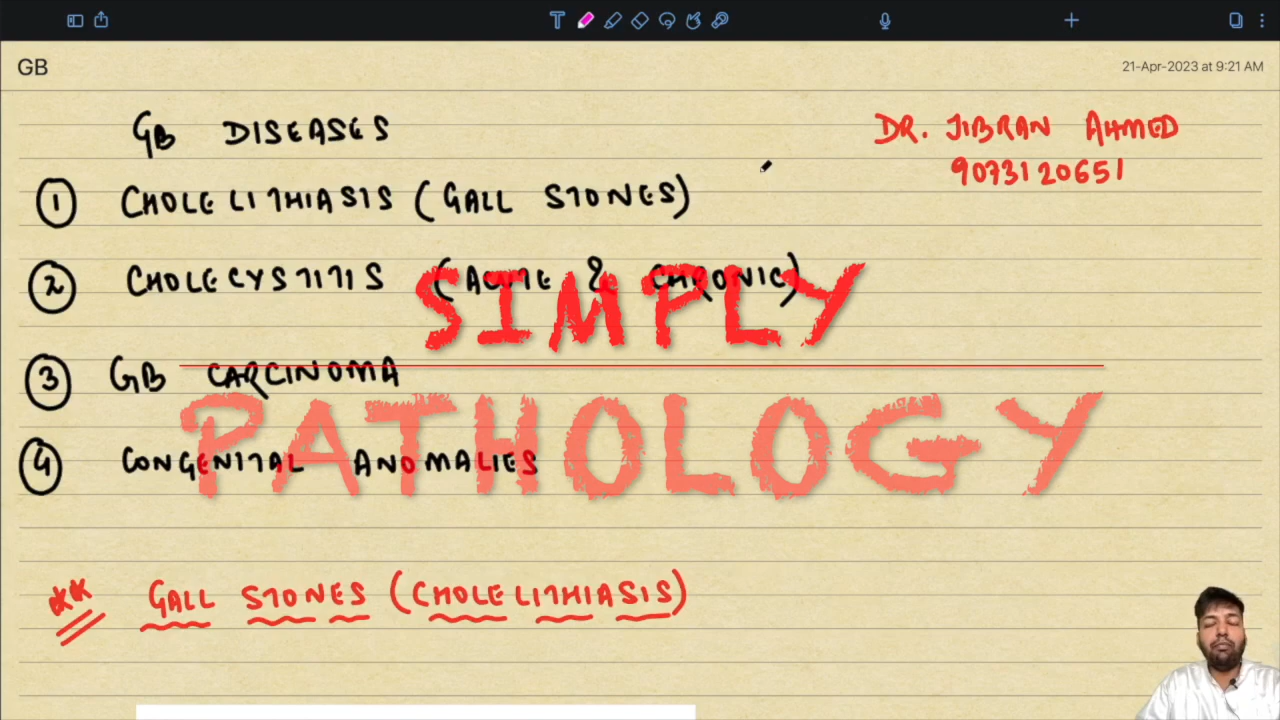 GB
21-Apr-2023 at 9:21 AM
GB DISEASES
DR. JIBRAN AHMED
9073120651
1 CHOLELITHIASIS (GALL STONES)
2 CHOLECYSTITIS (ACUTE & CHRONIC)
SIMPLY
3 GB CARCINOMA
PATHOLOGY
4 CONGENITAL ANOMALIES
** GALL STONES (CHOLELITHIASIS)